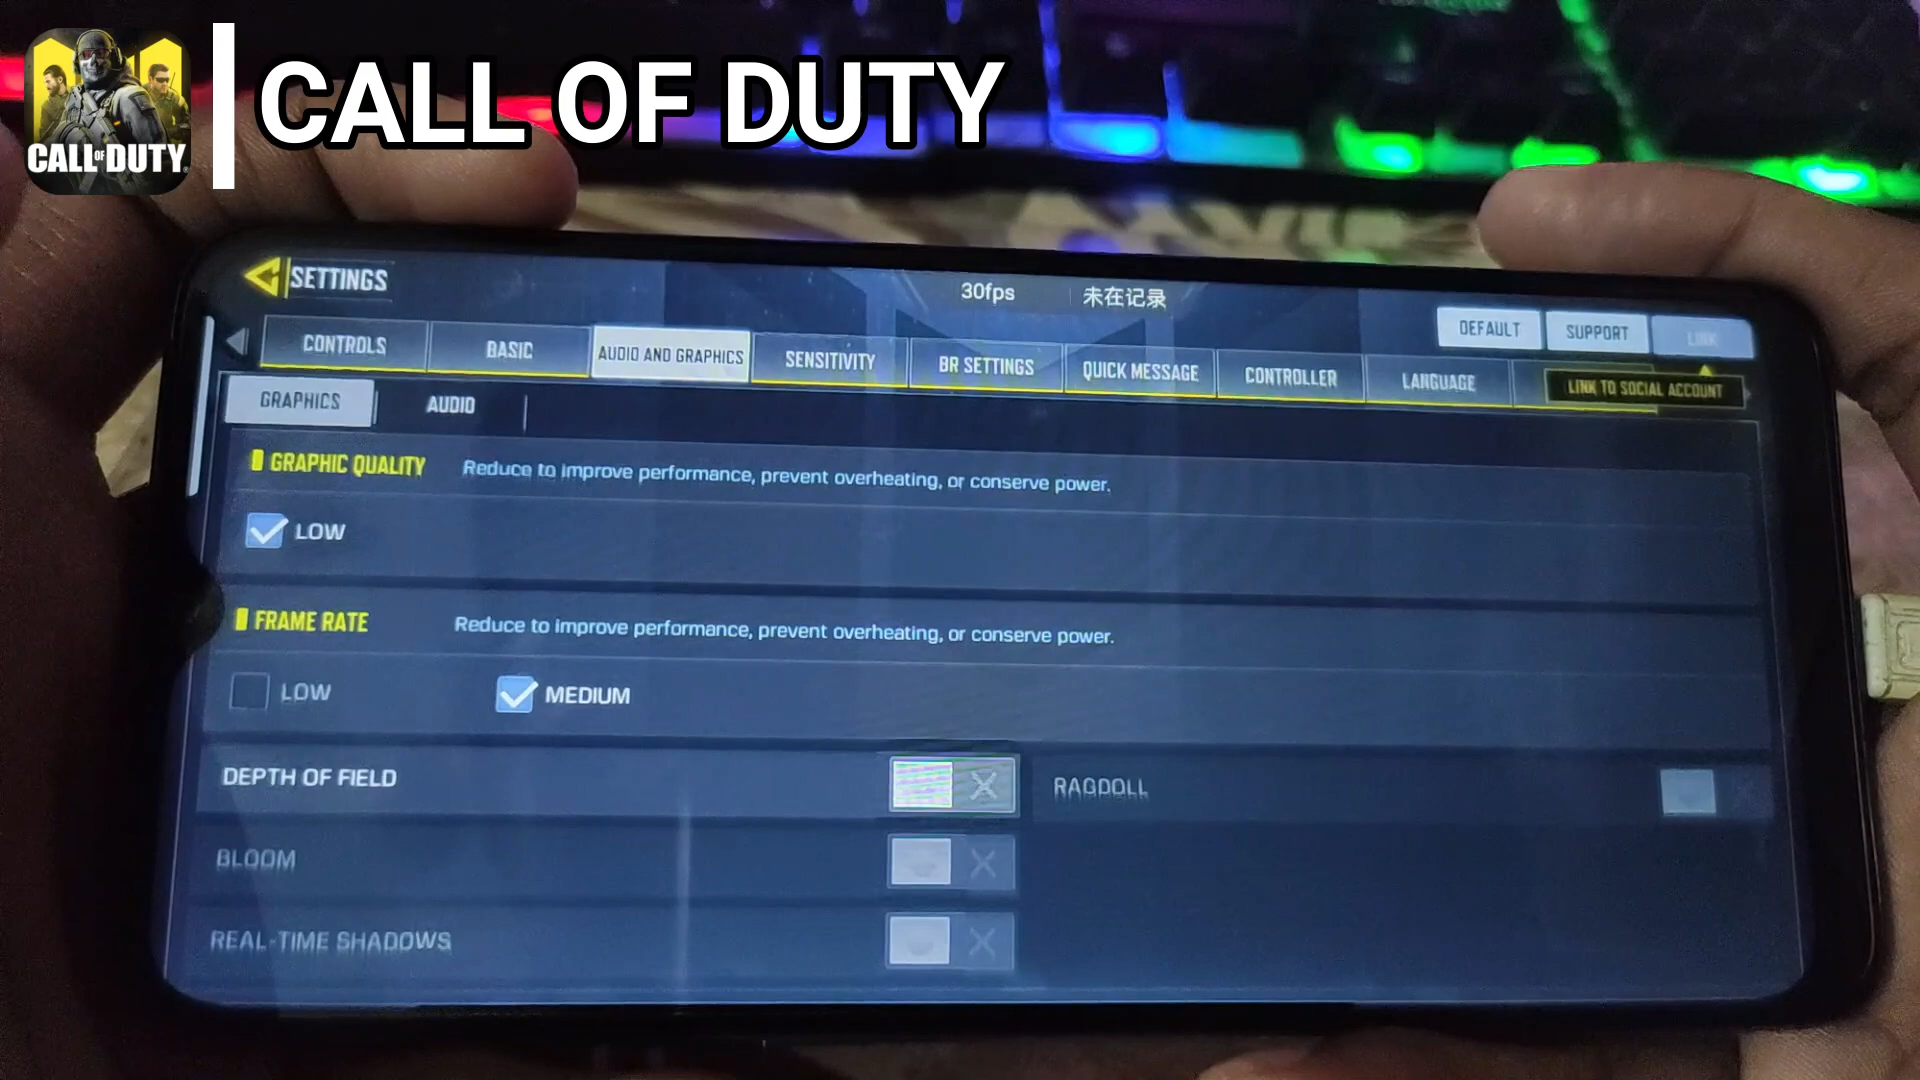 CALL OF DUTY
CALL OF DUTY
SETTINGS
30fps
未在记录
DEFAULT
SUPPORT
LINK
CONTROLS
BASIC
AUDIO AND GRAPHICS
SENSITIVITY
BR SETTINGS
QUICK MESSAGE
CONTROLLER
LANGUAGE
LINK TO SOCIAL ACCOUNT
GRAPHICS
AUDIO
GRAPHIC QUALITY
Reduce to improve performance, prevent overheating, or conserve power.
LOW
FRAME RATE
Reduce to improve performance, prevent overheating, or conserve power.
LOW
MEDIUM
DEPTH OF FIELD
RAGDOLL
BLOOM
REAL-TIME SHADOWS